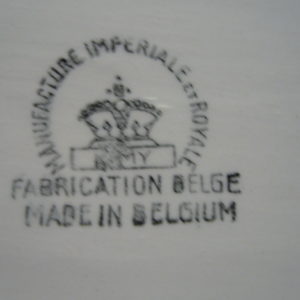 MANUFACTURE IMPERIALE ET ROYALE
NIMY
FABRICATION BELGE
MADE IN BELGIUM